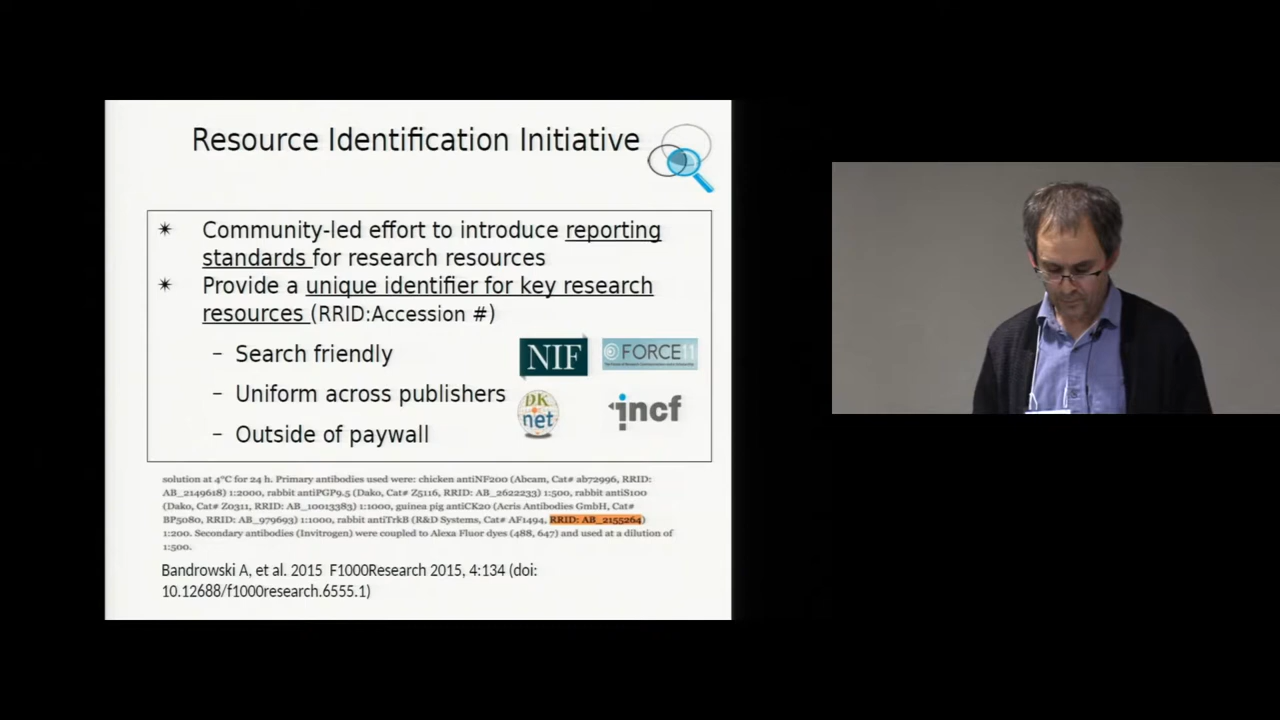 Resource Identification Initiative
Community-led effort to introduce reporting
standards for research resources
Provide a unique identifier for key research
resources (RRID:Accession #)
– Search friendly
– Uniform across publishers
– Outside of paywall
NIF
FORCE11
DK
net
incf
solution at 4°C for 24 h. Primary antibodies used were: chicken antiNF200 (Abcam, Cat# ab72996, RRID:
AB_2149618) 1:2000, rabbit antiPGP9.5 (Dako, Cat# Z5116, RRID: AB_2622233) 1:500, rabbit antiS100
(Dako, Cat# Z0311, RRID: AB_10013383) 1:1000, guinea pig antiCK20 (Acris Antibodies GmbH, Cat#
BP5080, RRID: AB_979693) 1:1000, rabbit antiTrkB (R&D Systems, Cat# AF1494, RRID: AB_2155264)
1:200. Secondary antibodies (Invitrogen) were coupled to Alexa Fluor dyes (488, 647) and used at a dilution of
1:500.
Bandrowski A, et al. 2015 F1000Research 2015, 4:134 (doi:
10.12688/f1000research.6555.1)